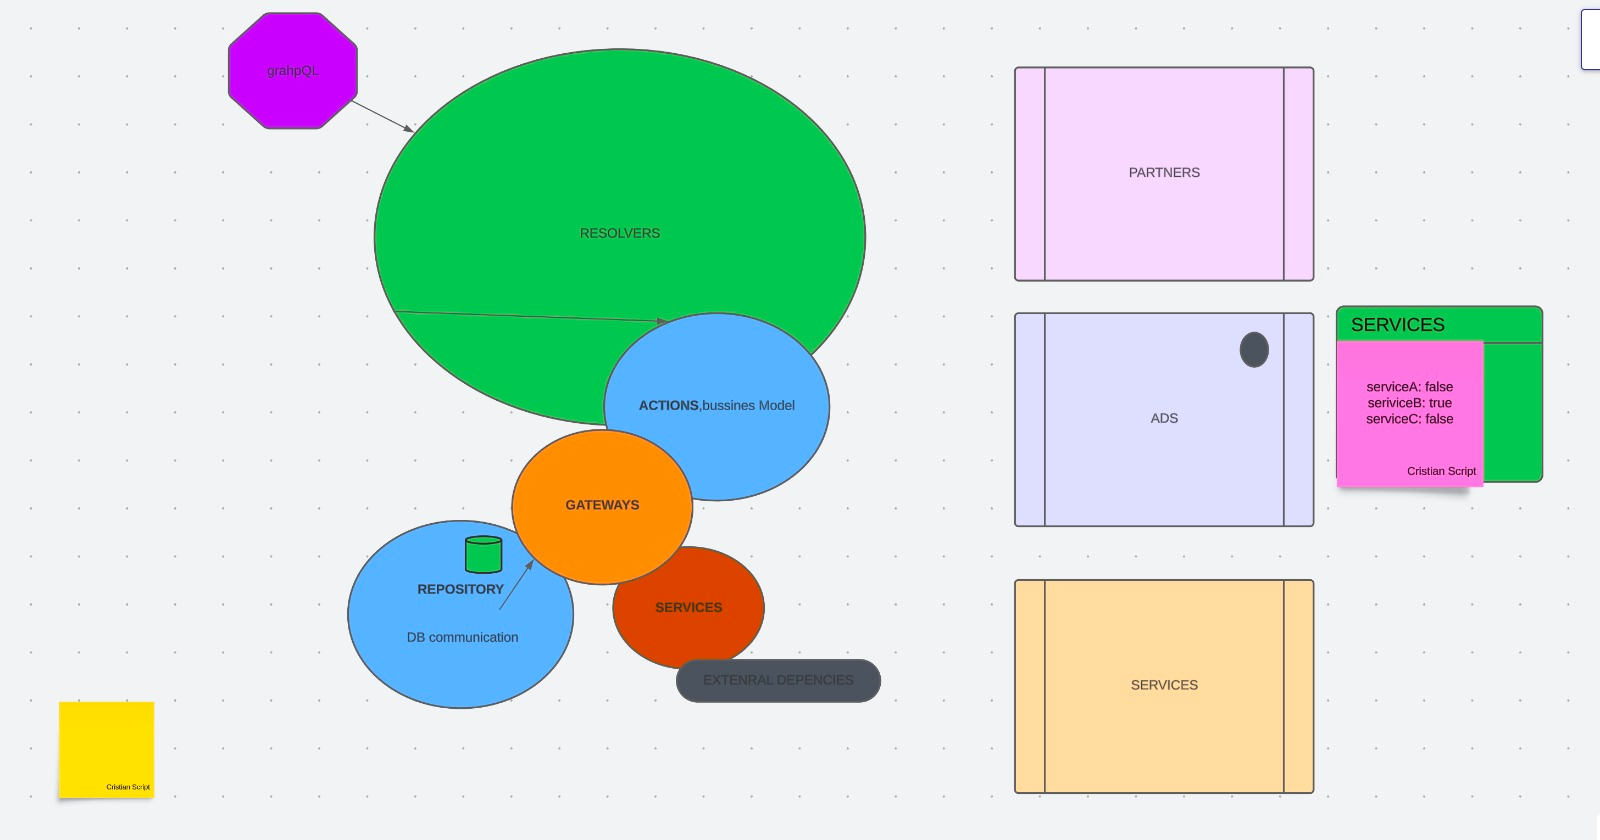 grahpQL
RESOLVERS
ACTIONS,bussines Model
GATEWAYS
REPOSITORY
DB communication
SERVICES
EXTENRAL DEPENCIES
Cristian Script
PARTNERS
ADS
SERVICES
SERVICES
serviceA: false
seriviceB: true
serviceC: false
Cristian Script